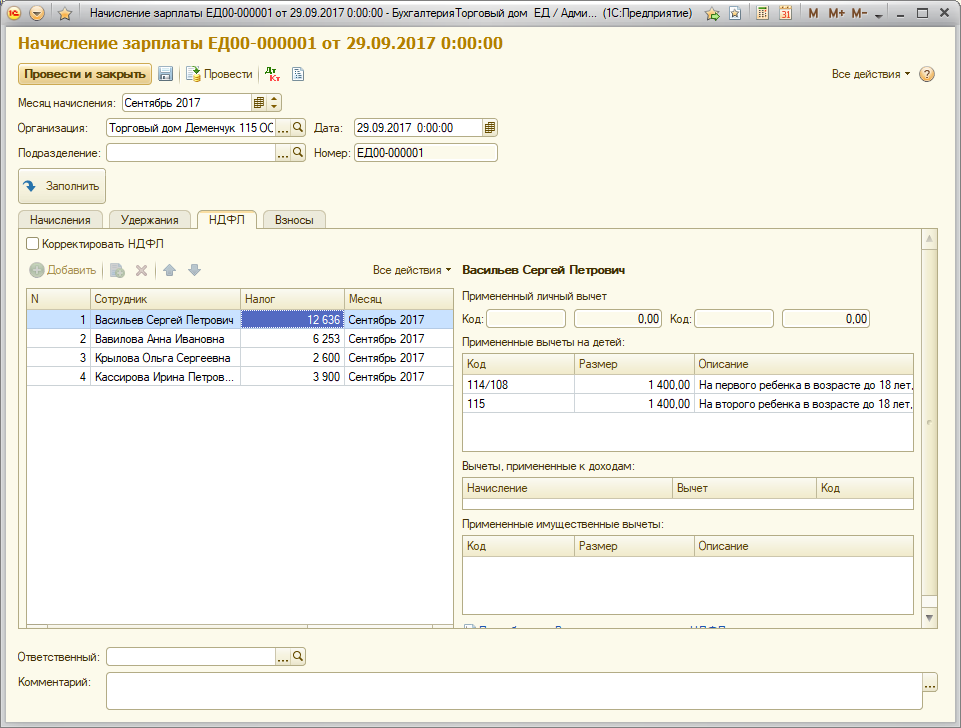 Начисление зарплаты ЕД00-000001 от 29.09.2017 0:00:00 - БухгалтерияТорговый дом ЕД / Адми... (1С:Предприятие) M M+ M-
Начисление зарплаты ЕД00-000001 от 29.09.2017 0:00:00
Провести и закрыть Провести Дт Кт Все действия ?
Месяц начисления: Сентябрь 2017
Организация: Торговый дом Деменчук 115 ОС ... Дата: 29.09.2017 0:00:00
Подразделение: ... Номер: ЕД00-000001
Заполнить
Начисления Удержания НДФЛ Взносы
Корректировать НДФЛ
Добавить Все действия Васильев Сергей Петрович
N Сотрудник Налог Месяц
1 Васильев Сергей Петрович 12 636 Сентябрь 2017
2 Вавилова Анна Ивановна 6 253 Сентябрь 2017
3 Крылова Ольга Сергеевна 2 600 Сентябрь 2017
4 Кассирова Ирина Петров... 3 900 Сентябрь 2017
Примененный личный вычет
Код: 0,00 Код: 0,00
Примененные вычеты на детей:
Код Размер Описание
114/108 1 400,00 На первого ребенка в возрасте до 18 лет,
115 1 400,00 На второго ребенка в возрасте до 18 лет,
Вычеты, примененные к доходам:
Начисление Вычет Код
Примененные имущественные вычеты:
Код Размер Описание
Ответственный: ...
Комментарий: ...